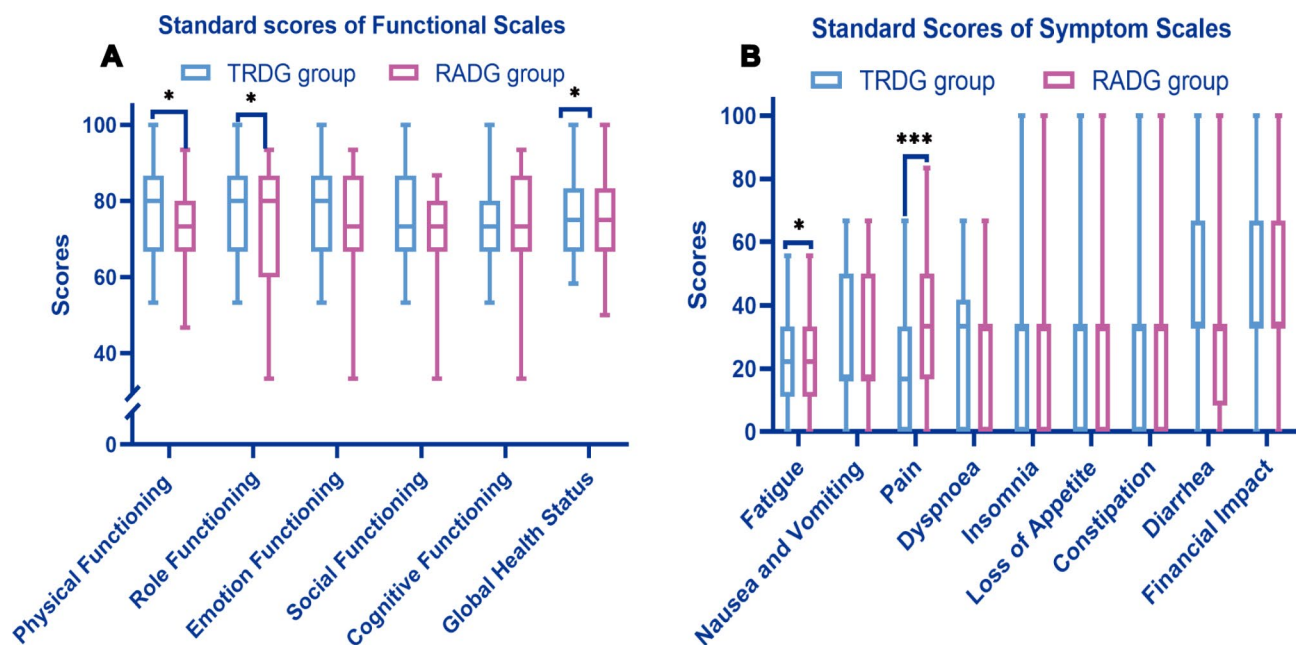 Standard scores of Functional Scales
A
TRDG group
RADG group
*
*
*
100
80
60
40
0
Scores
Physical Functioning
Role Functioning
Emotion Functioning
Social Functioning
Cognitive Functioning
Global Health Status
Standard Scores of Symptom Scales
B
TRDG group
RADG group
*
***
100
80
60
40
20
0
Scores
Fatigue
Nausea and Vomiting
Pain
Dyspnoea
Insomnia
Loss of Appetite
Constipation
Diarrhea
Financial Impact